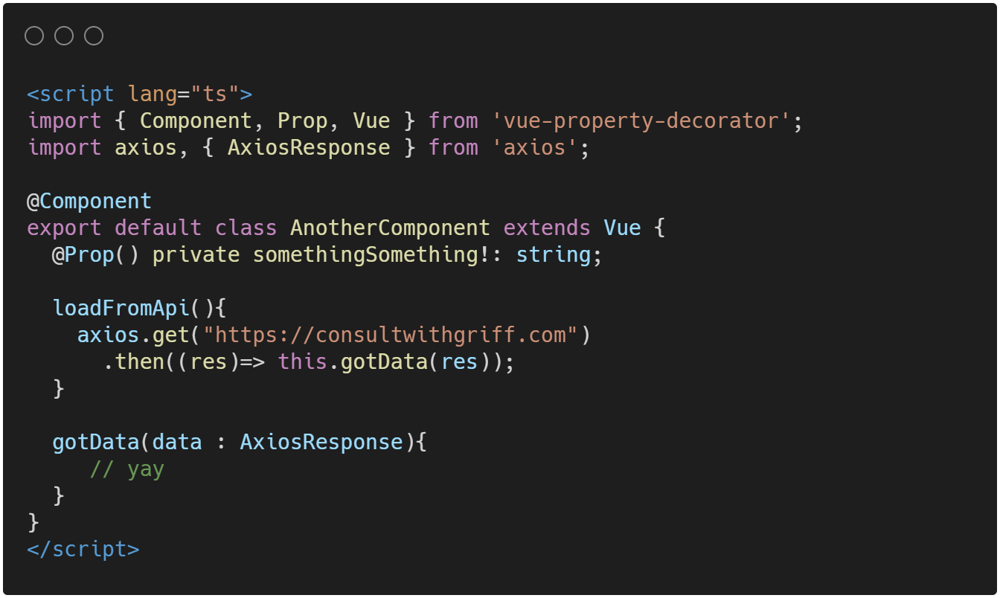 <script lang="ts">
import { Component, Prop, Vue } from 'vue-property-decorator';
import axios, { AxiosResponse } from 'axios';

@Component
export default class AnotherComponent extends Vue {
  @Prop() private somethingSomething!: string;

  loadFromApi(){
    axios.get("https://consultwithgriff.com")
      .then((res)=> this.gotData(res));
  }

  gotData(data : AxiosResponse){
     // yay
  }
}
</script>